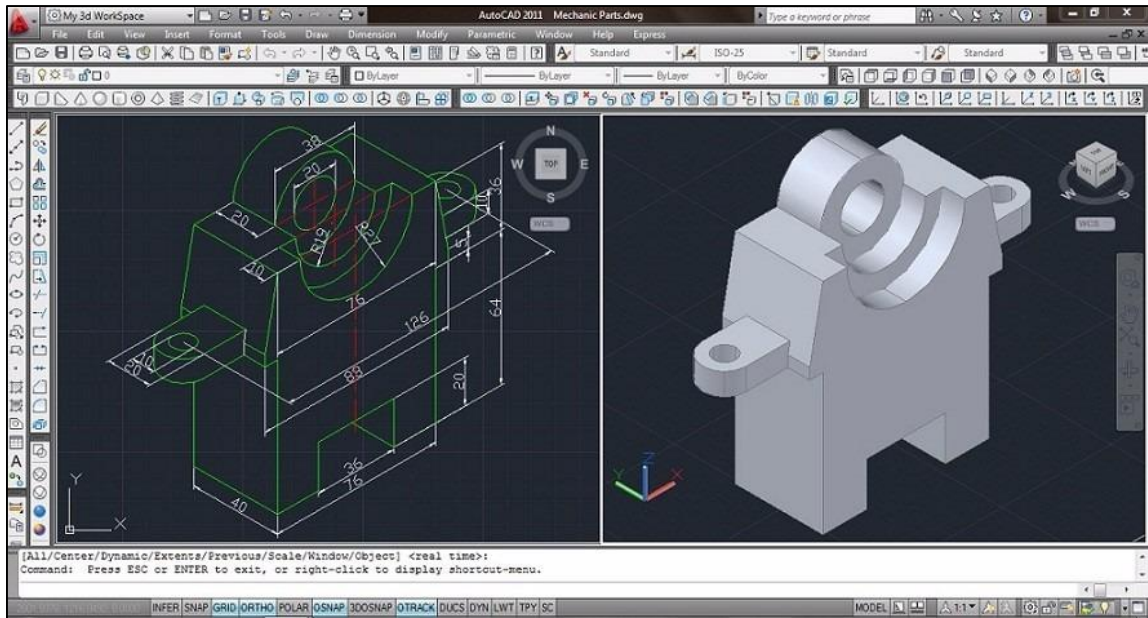 My 3d WorkSpace
AutoCAD 2011 Mechanic Parts.dwg
Type a keyword or phrase
File Edit View Insert Format Tools Draw Dimension Modify Parametric Window Help Express
Standard ISO-25 Standard Standard
0 ByLayer ByLayer ByLayer ByColor
38
20
20
10
R19
R27
36
10
5
76
126
64
88
10
20
20
36
76
40
N
W TOP E
S
WCS
Y
X
TOP
LEFT FRONT
W S
WCS
Z
Y X
[All/Center/Dynamic/Extents/Previous/Scale/Window/Object] <real time>:
Command: Press ESC or ENTER to exit, or right-click to display shortcut-menu.
INFER SNAP GRID ORTHO POLAR OSNAP 3DOSNAP OTRACK DUCS DYN LWT TPY SC MODEL 1:1